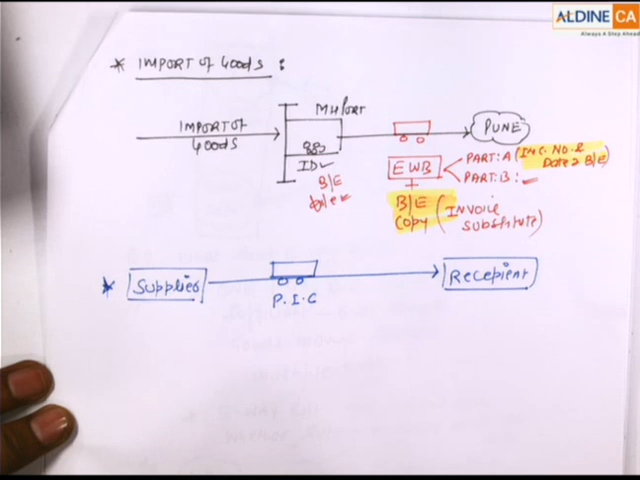 ALDINE CA
Always A Step Ahead
* IMPORT of GOODS :
MH PORT
IMPORT OF
GOODS
PUNE
IDV
B/E
EWB
PART: A (INC. NO. &
Date = B/E)
PART: B :
+
B/E
Copy
(INVOICE
Substitute)
* Supplier
P.I.C
Recepient